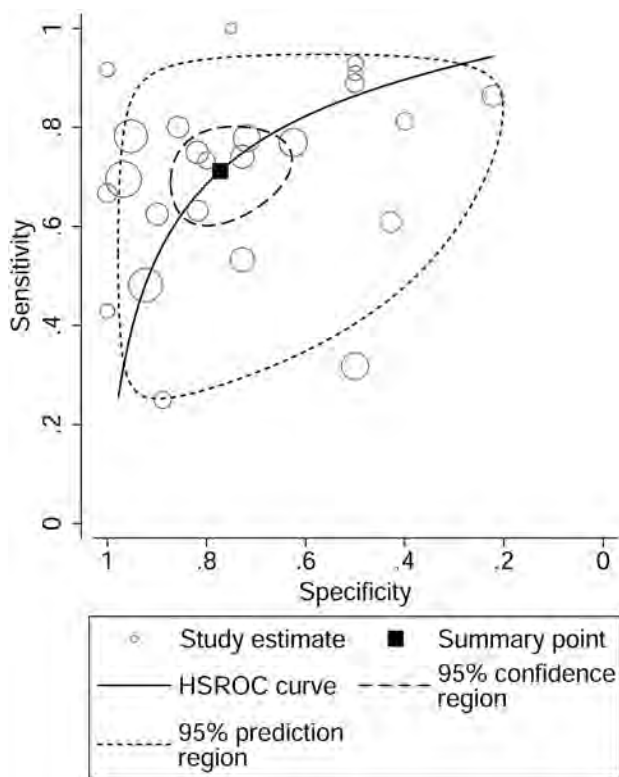 1
.8
.6
.4
.2
0
Sensitivity
.1 .8 .6 .4 .2 0
Specificity
Study estimate Summary point
HSROC curve 95% confidence region
95% prediction region